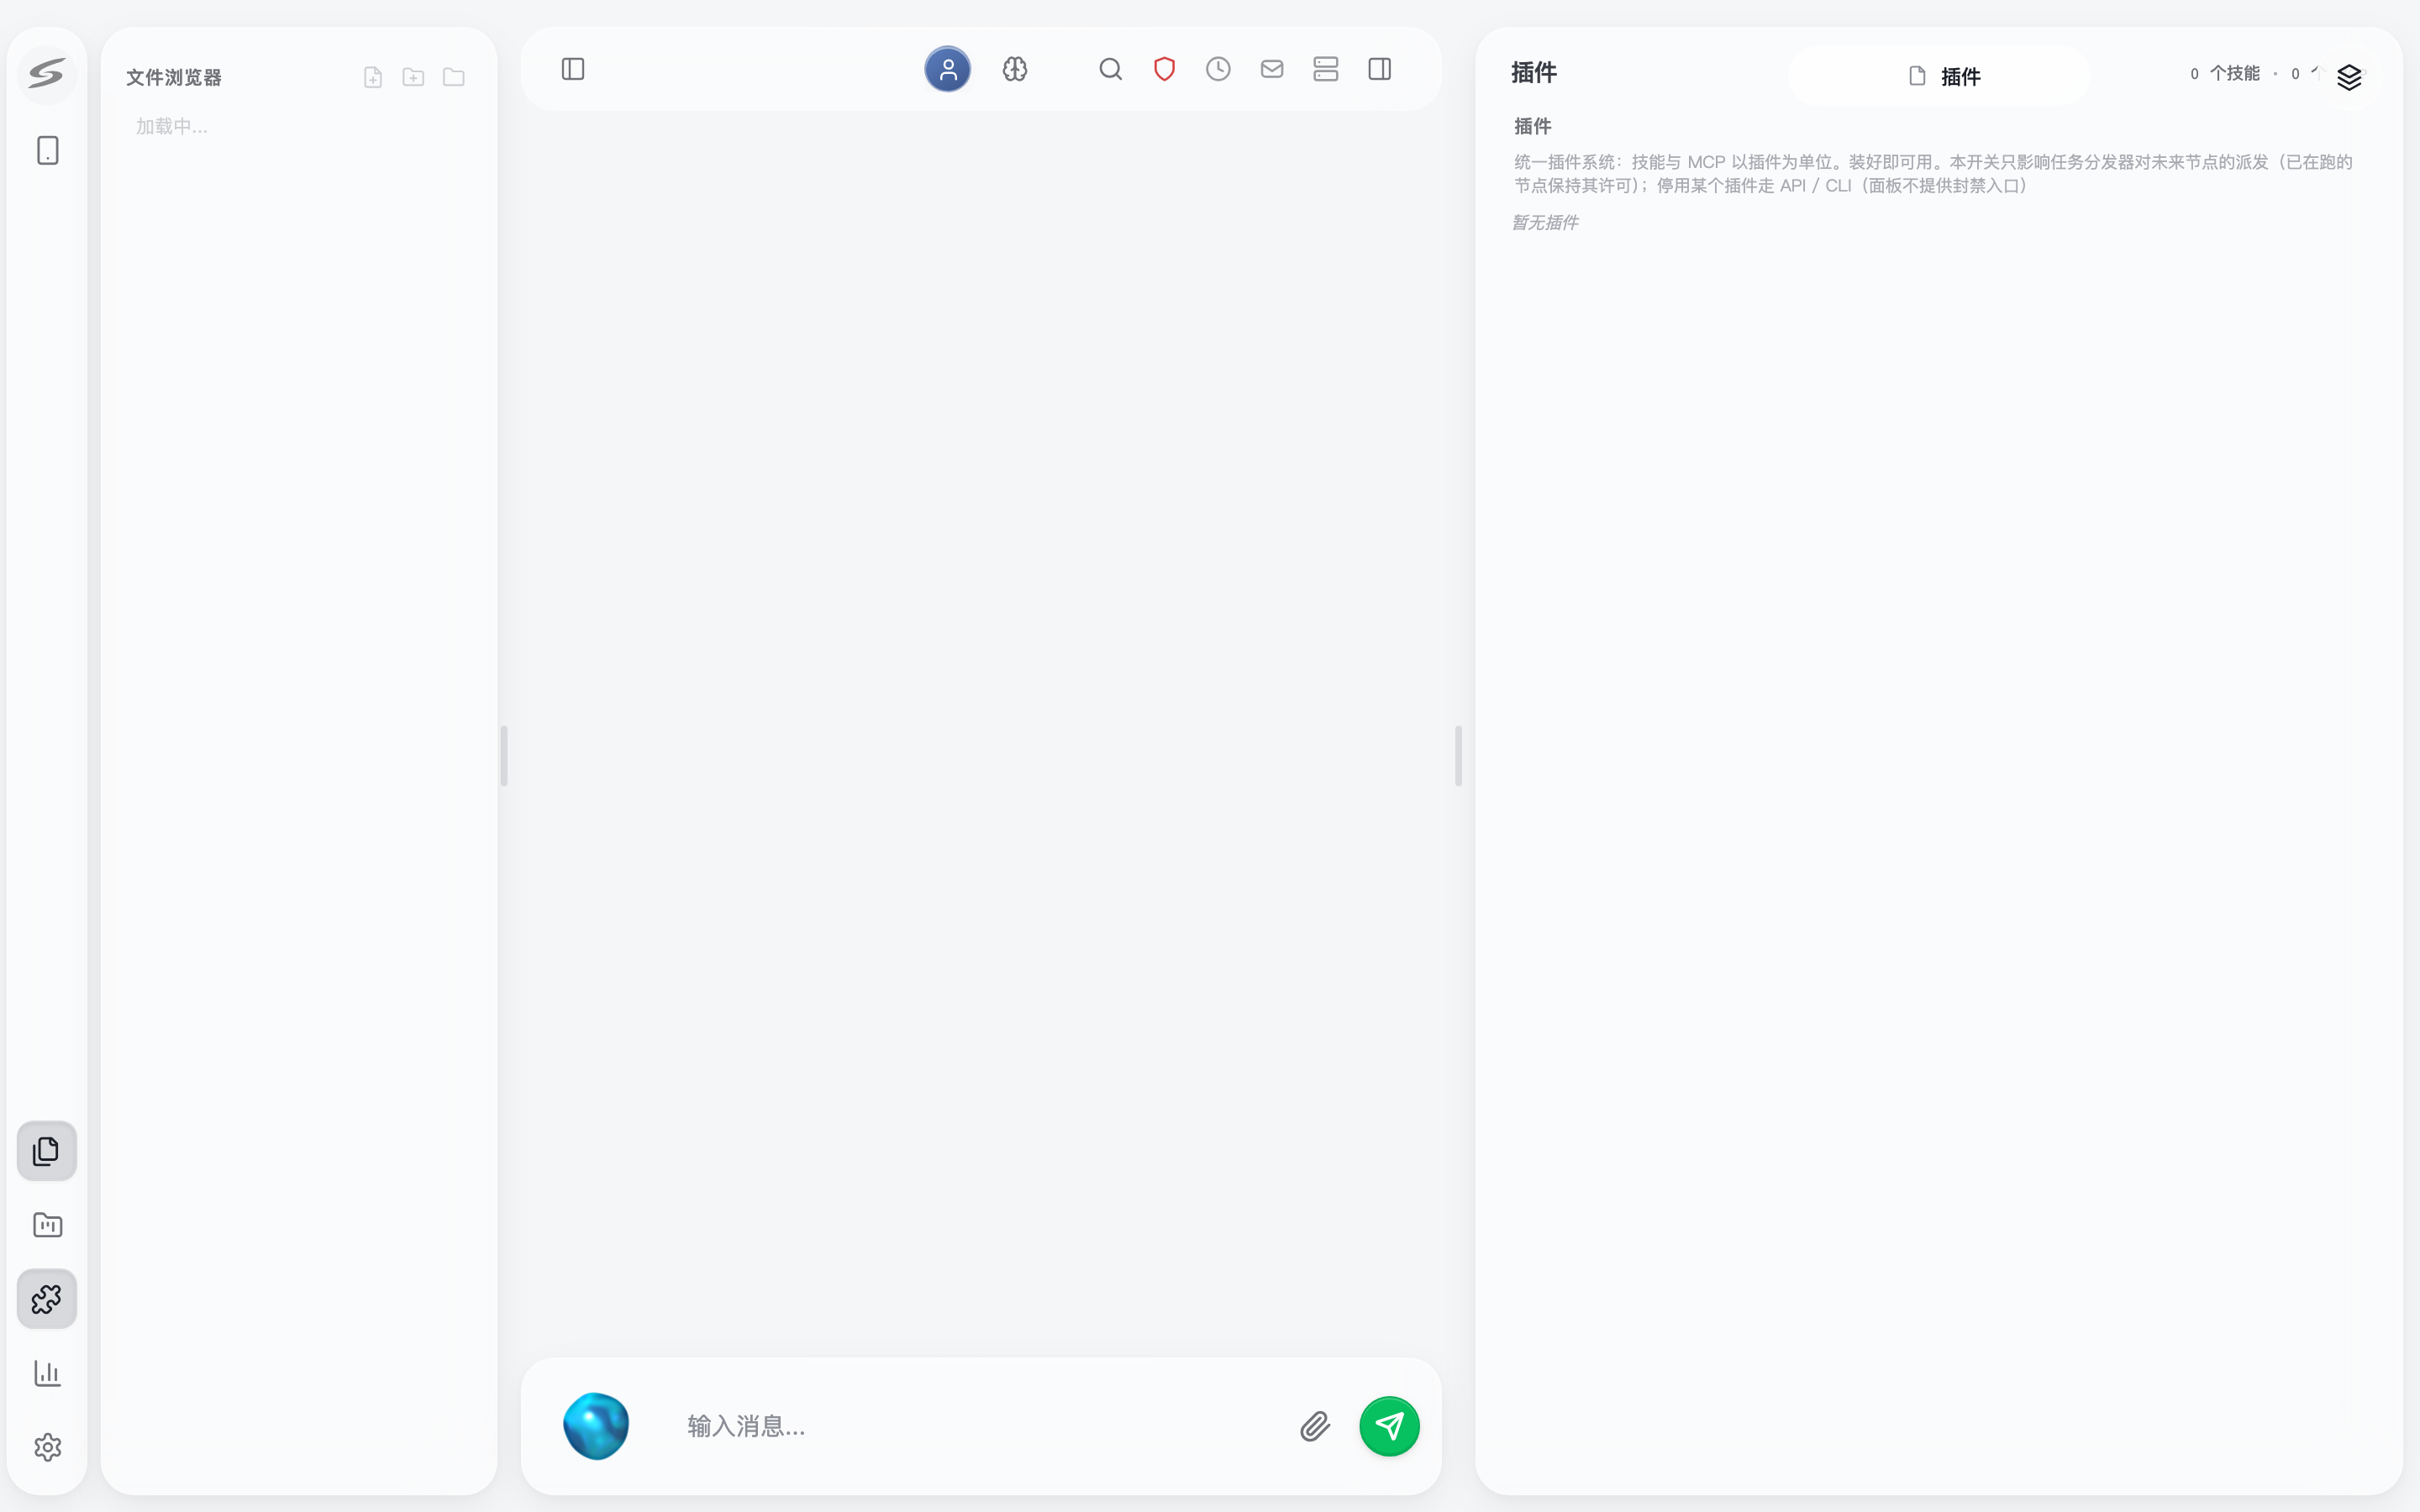 文件浏览器
加载中...
输入消息...
插件
插件
0 个技能 · 0
插件
统一插件系统：技能与 MCP 以插件为单位。装好即可用。本开关只影响任务分发器对未来节点的派发（已在跑的
节点保持其许可）；停用某个插件走 API / CLI（面板不提供封禁入口）
暂无插件